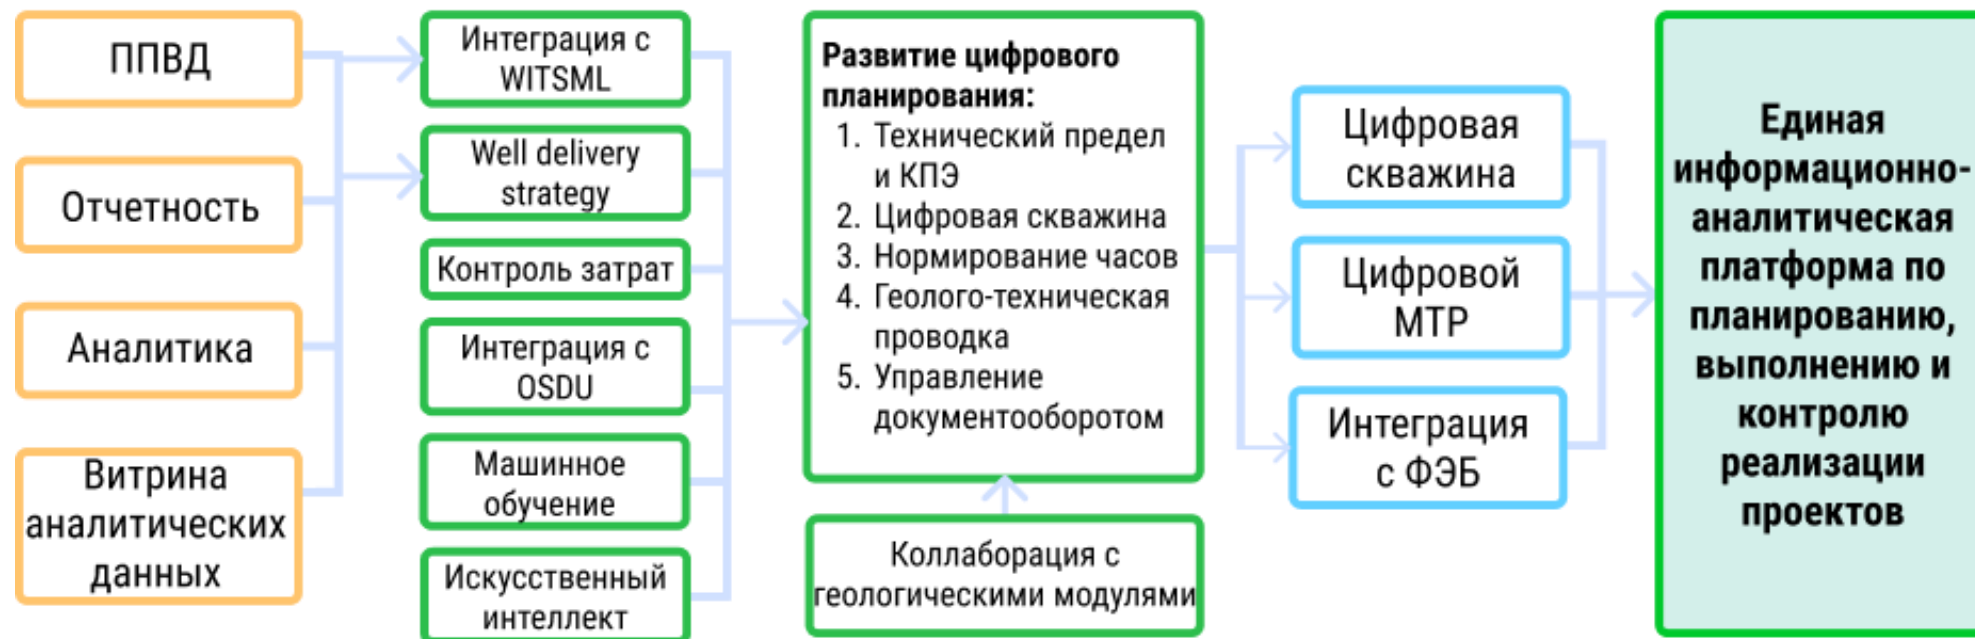 ППВД
Отчетность
Аналитика
Витрина
аналитических
данных
Интеграция с
WITSML
Well delivery
strategy
Контроль затрат
Интеграция с
OSDU
Машинное
обучение
Искусственный
интеллект
Развитие цифрового
планирования:
1. Технический предел
и КПЭ
2. Цифровая скважина
3. Нормирование часов
4. Геолого-техническая
проводка
5. Управление
документооборотом
Коллаборация с
геологическими модулями
Цифровая
скважина
Цифровой
МТР
Интеграция
с ФЭБ
Единая
информационно-
аналитическая
платформа по
планированию,
выполнению и
контролю
реализации
проектов